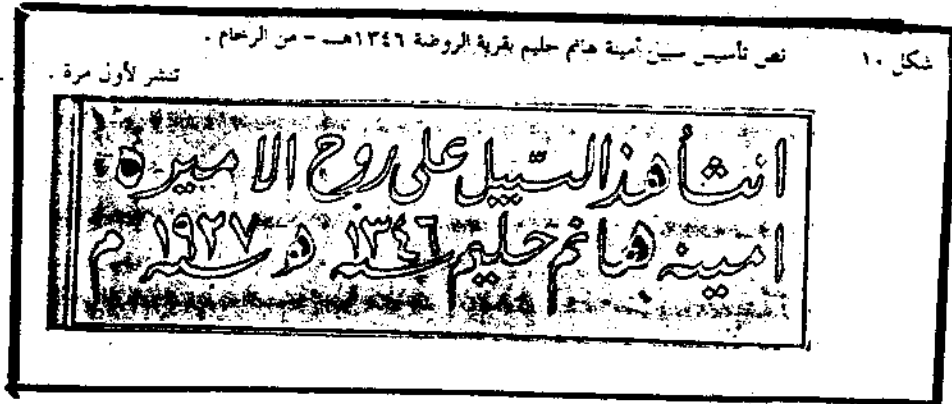 شكل ١٠ نص تأسيس سبيل أمينة هانم حليم بقرية الروضة ١٣٤٦هـ - من الرخام .
تنشر لأول مرة .
انشأ هذا السبيل على روح الاميره
امينه هانم حليم سنه ١٣٤٦ ه سنه ١٩٢٧ م